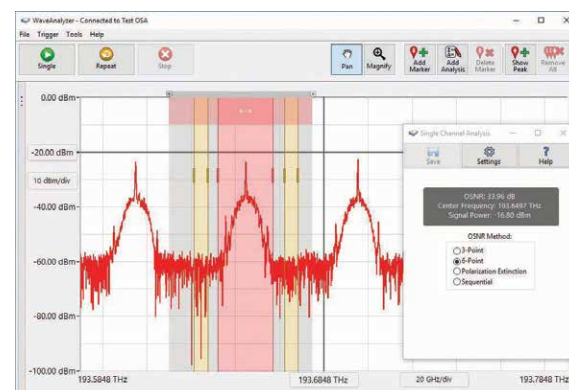 WaveAnalyzer - Connected to Test OSA
File Trigger Tools Help
Single Repeat Stop Pan Magnify Add Marker Add Analysis Delete Marker Show Peak Remove All
0.00 dBm
-20.00 dBm
10 dBm/div
-40.00 dBm
-60.00 dBm
-80.00 dBm
-100.00 dBm
193.5848 THz 193.6848 THz 20 GHz/div 193.7848 THz
Single Channel Analysis
Save Settings Help
OSNR: 33.96 dB
Center Frequency: 193.6497 THz
Signal Power: -16.80 dBm
OSNR Method:
3-Point
6-Point
Polarization Extinction
Sequential